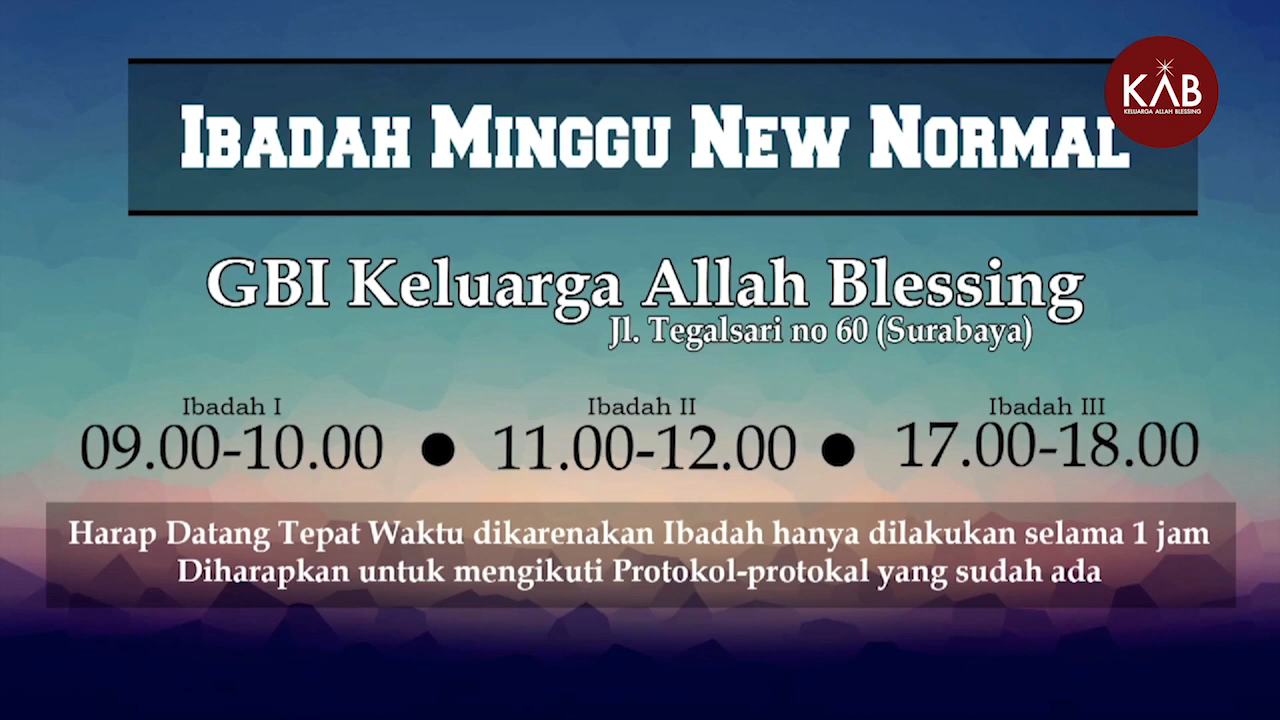 Ibadah Minggu New Normal
KAB
KELUARGA ALLAH BLESSING
GBI Keluarga Allah Blessing
Jl. Tegalsari no 60 (Surabaya)
Ibadah I
09.00-10.00
Ibadah II
11.00-12.00
Ibadah III
17.00-18.00
Harap Datang Tepat Waktu dikarenakan Ibadah hanya dilakukan selama 1 jam
Diharapkan untuk mengikuti Protokol-protokal yang sudah ada